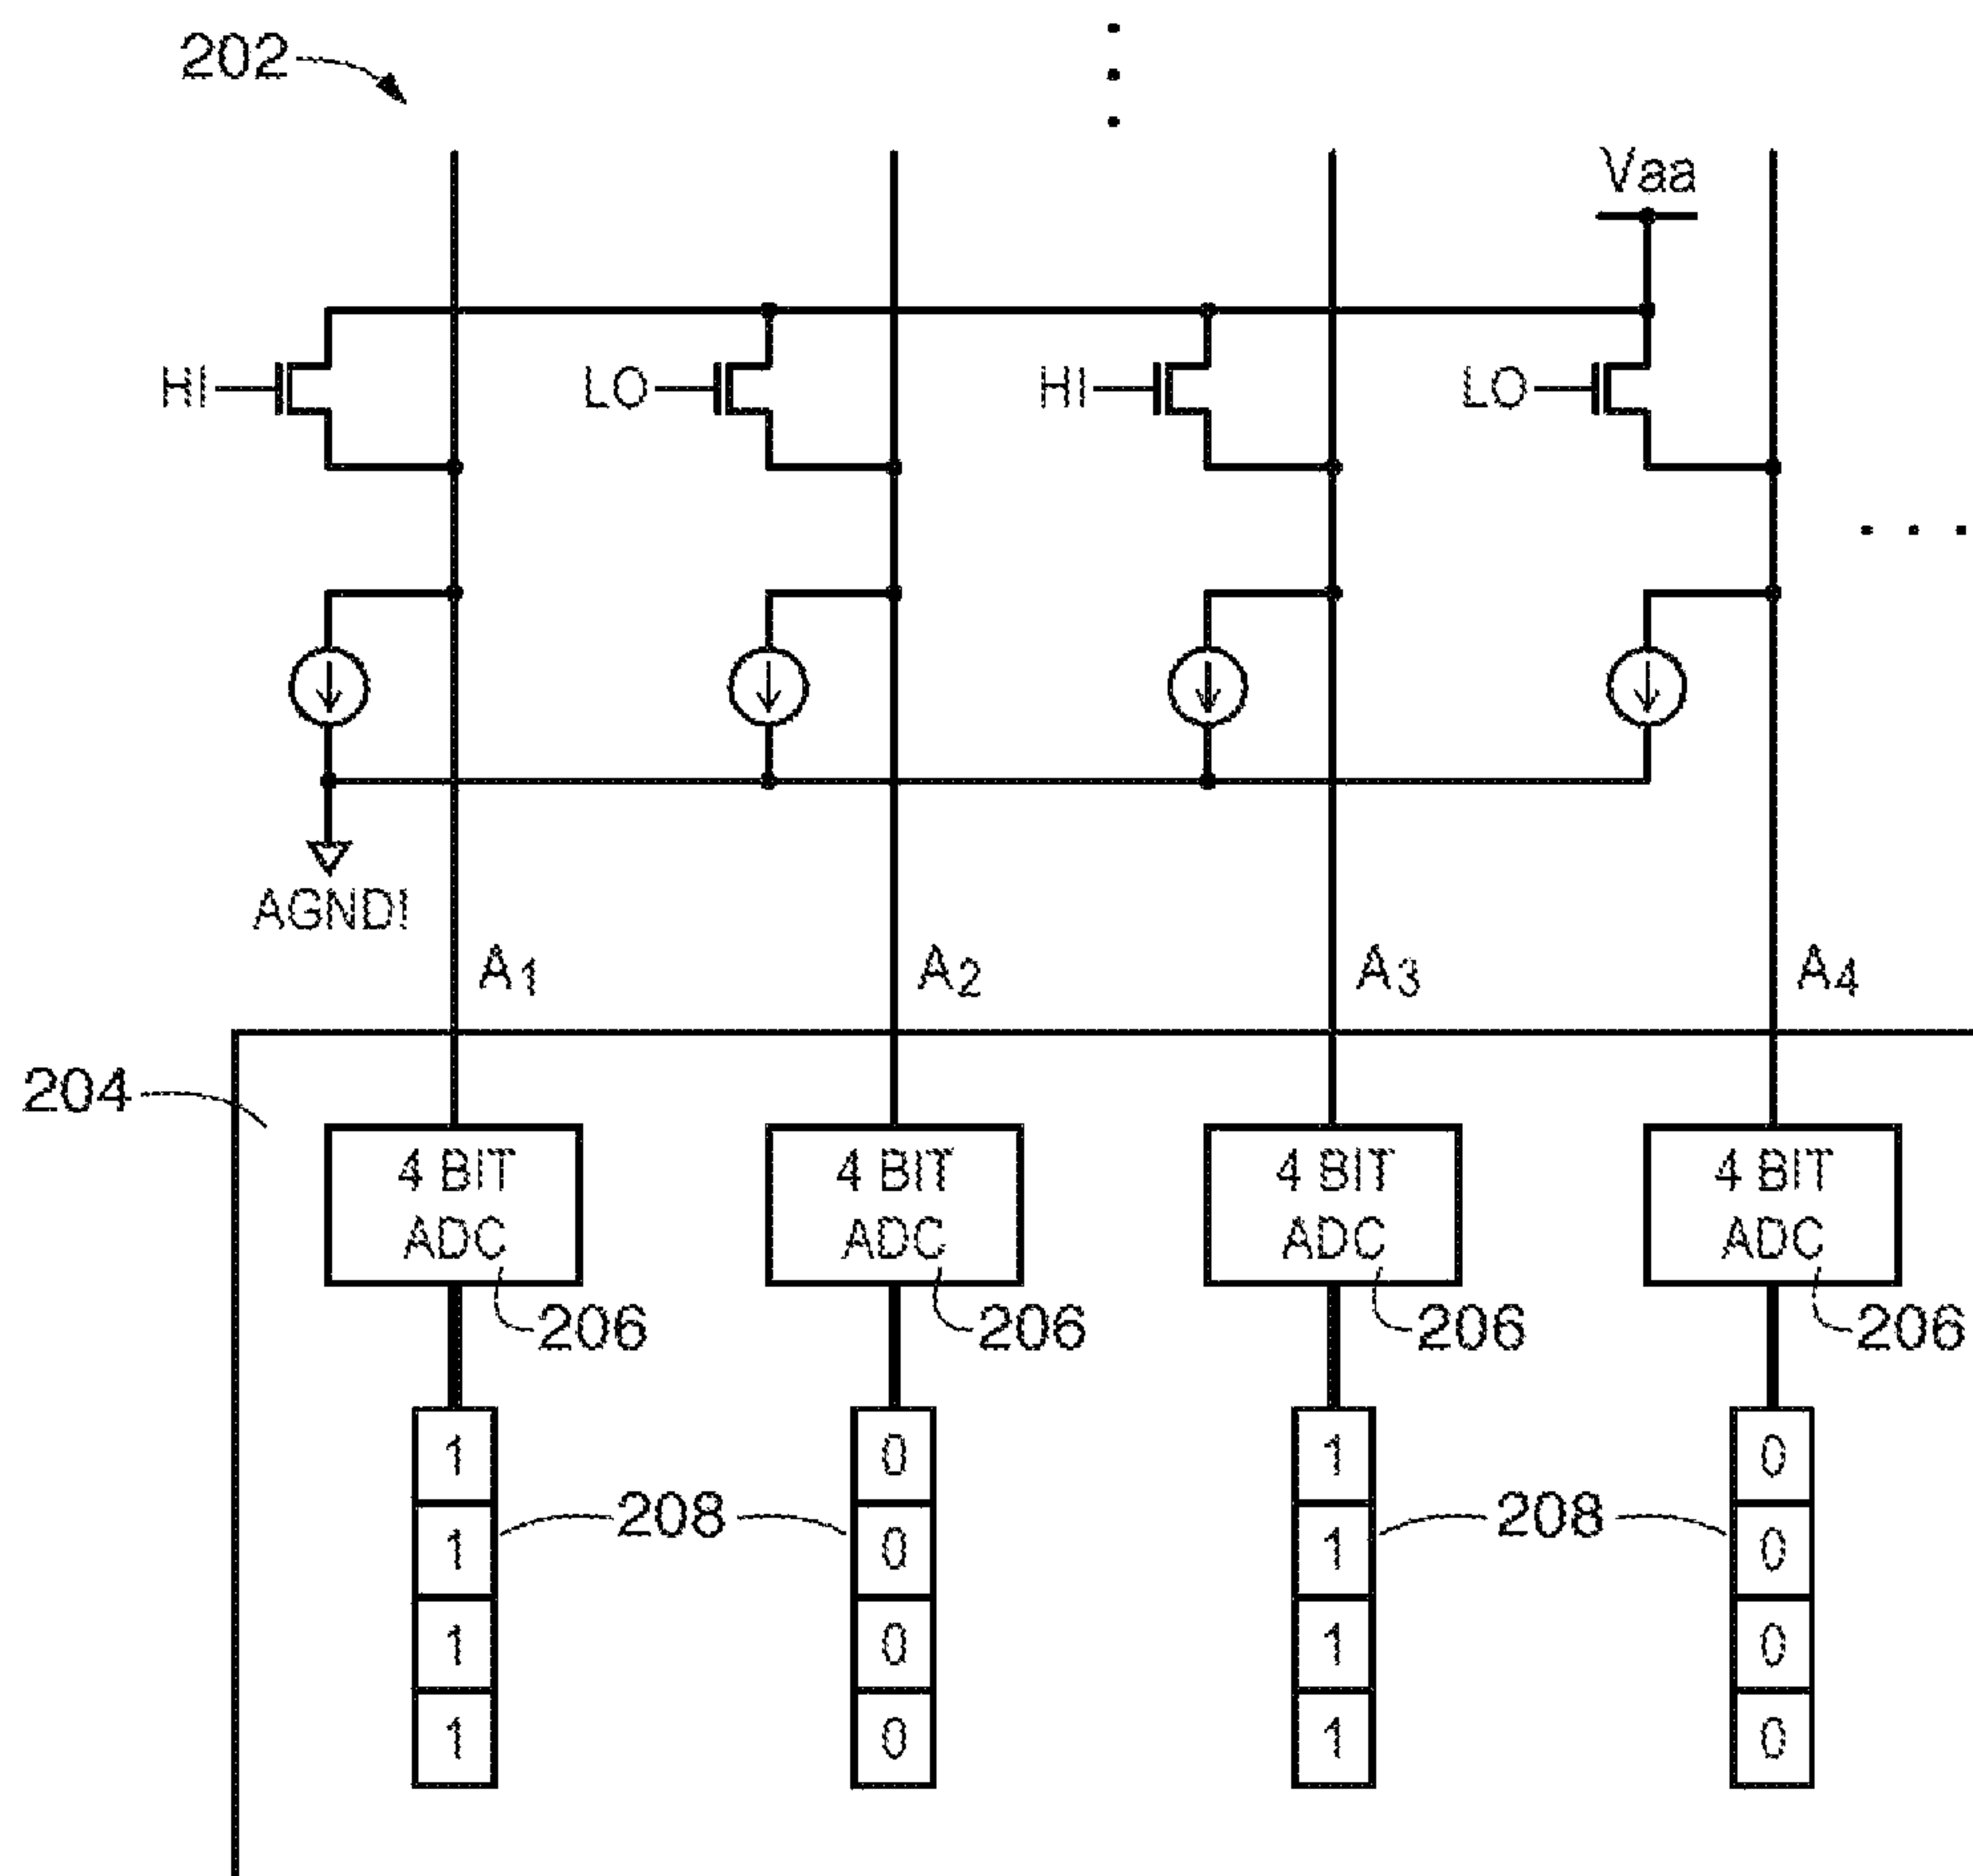 202
Vaa
HI LO HI LO
AGND!
A1 A2 A3 A4
204
4 BIT ADC 4 BIT ADC 4 BIT ADC 4 BIT ADC
206 206 206 206
1 0 1 0
1 208 0 1 208 0
1 0 1 0
1 0 1 0